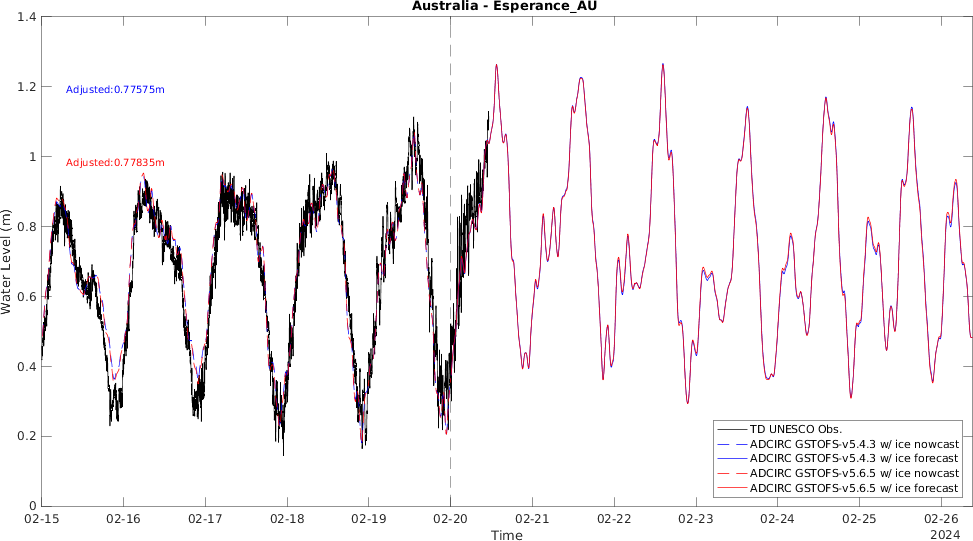 Australia - Esperance_AU
1.4
1.2
1
0.8
0.6
0.4
0.2
0
Water Level (m)
Adjusted:0.77575m
Adjusted:0.77835m
TD UNESCO Obs.
ADCIRC GSTOFS-v5.4.3 w/ ice nowcast
ADCIRC GSTOFS-v5.4.3 w/ ice forecast
ADCIRC GSTOFS-v5.6.5 w/ ice nowcast
ADCIRC GSTOFS-v5.6.5 w/ ice forecast
02-15 02-16 02-17 02-18 02-19 02-20 02-21 02-22 02-23 02-24 02-25 02-26
Time
2024